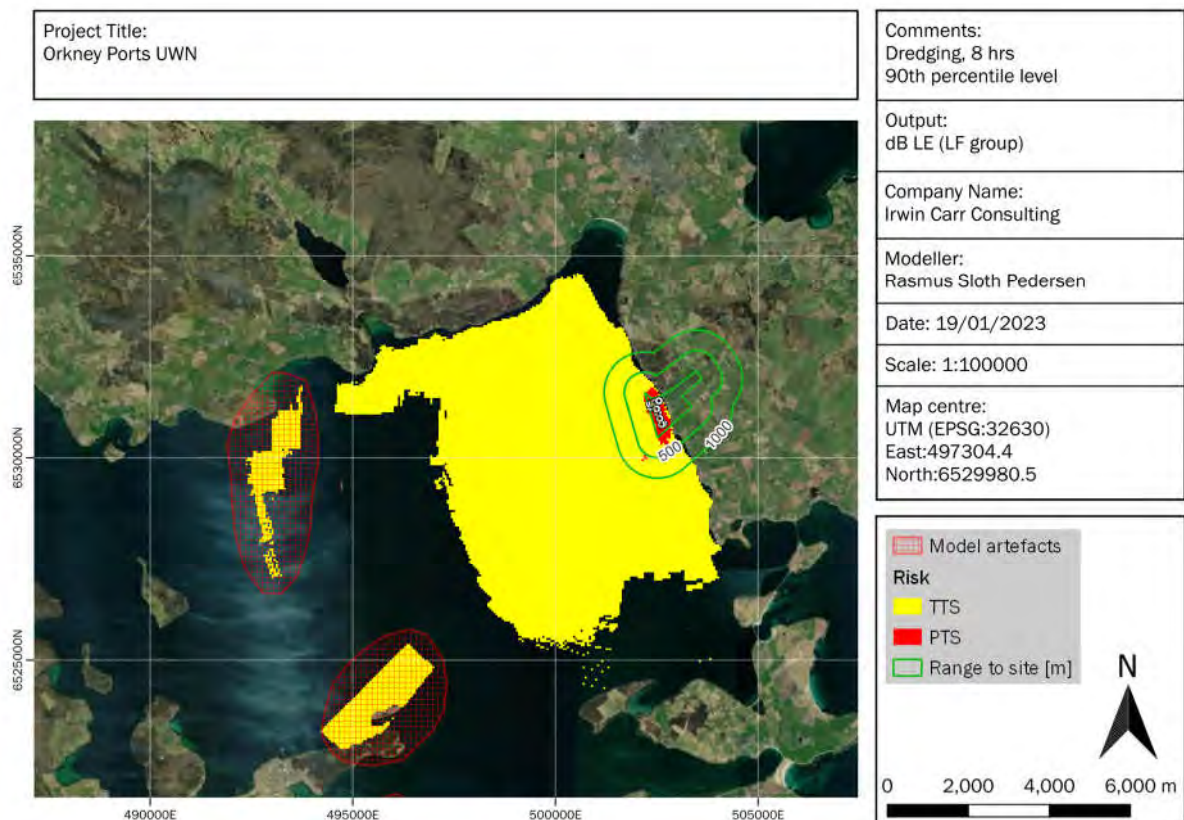 Project Title:
Orkney Ports UWN
Comments:
Dredging, 8 hrs
90th percentile level
Output:
dB LE (LF group)
Company Name:
Irwin Carr Consulting
Modeller:
Rasmus Sloth Pedersen
Date: 19/01/2023
Scale: 1:100000
Map centre:
UTM (EPSG:32630)
East:497304.4
North:6529980.5
6535000N
6530000N
6525000N
500
1000
490000E
495000E
500000E
505000E
Model artefacts
Risk
TTS
PTS
Range to site [m]
N
0 2,000 4,000 6,000 m